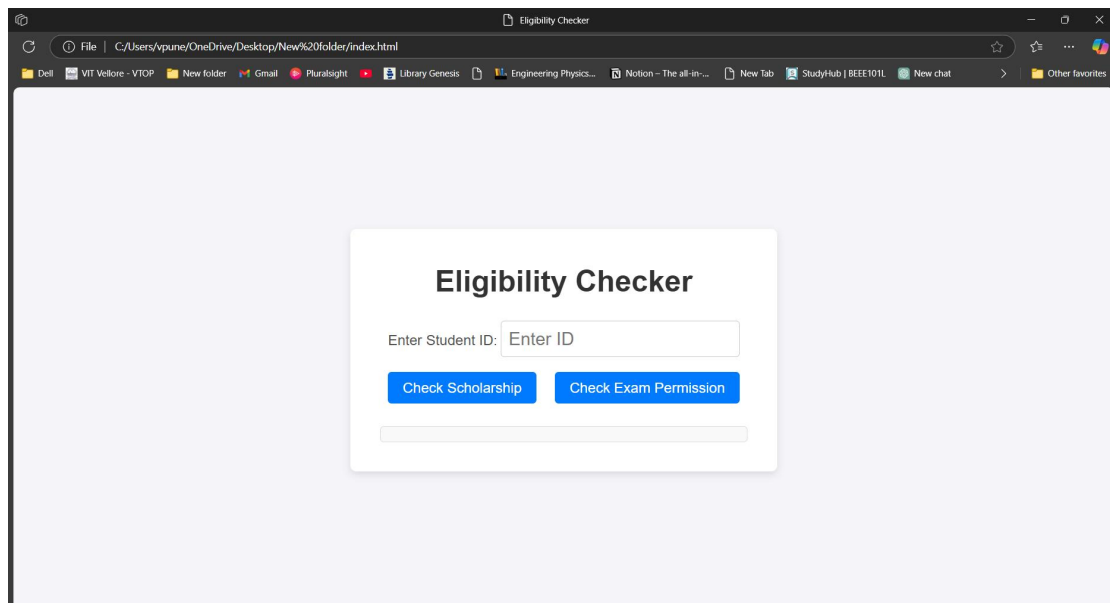 Eligibility Checker
File | C:/Users/vpune/OneDrive/Desktop/New%20folder/index.html
Dell VIT Vellore - VTOP New folder Gmail Pluralsight Library Genesis Engineering Physics... Notion – The all-in-... New Tab StudyHub | BEEE101L New chat Other favorites
Eligibility Checker
Enter Student ID: Enter ID
Check Scholarship Check Exam Permission